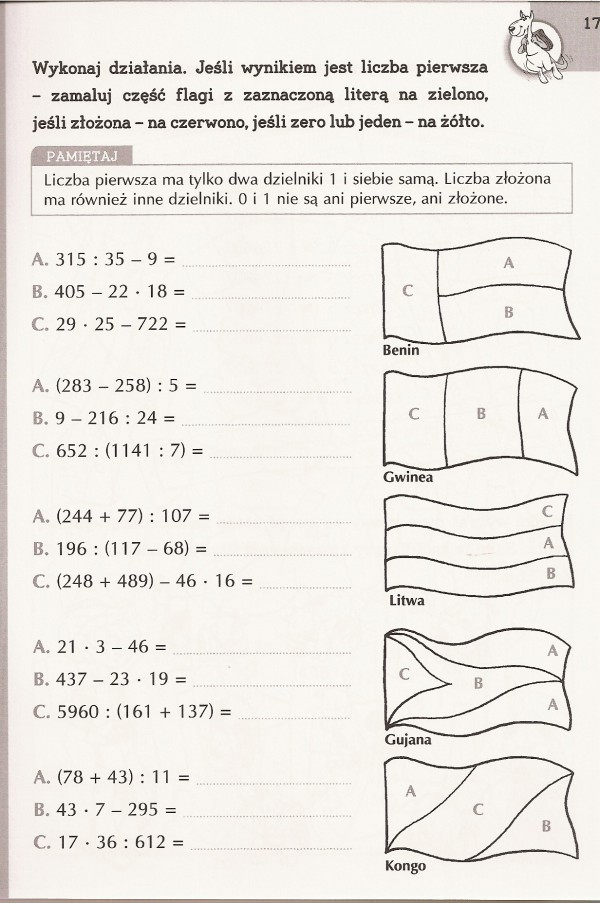 17
Wykonaj działania. Jeśli wynikiem jest liczba pierwsza
– zamaluj część flagi z zaznaczoną literą na zielono,
jeśli złożona – na czerwono, jeśli zero lub jeden – na żółto.
PAMIĘTAJ
Liczba pierwsza ma tylko dwa dzielniki 1 i siebie samą. Liczba złożona
ma również inne dzielniki. 0 i 1 nie są ani pierwsze, ani złożone.
A. 315 : 35 – 9 =
B. 405 – 22 · 18 =
C. 29 · 25 – 722 =
C
A
B
Benin
A. (283 – 258) : 5 =
B. 9 – 216 : 24 =
C. 652 : (1141 : 7) =
C B A
Gwinea
A. (244 + 77) : 107 =
B. 196 : (117 – 68) =
C. (248 + 489) – 46 · 16 =
C
A
B
Litwa
A. 21 · 3 – 46 =
B. 437 – 23 · 19 =
C. 5960 : (161 + 137) =
A
C
B
A
Gujana
A. (78 + 43) : 11 =
B. 43 · 7 – 295 =
C. 17 · 36 : 612 =
A
C
B
Kongo